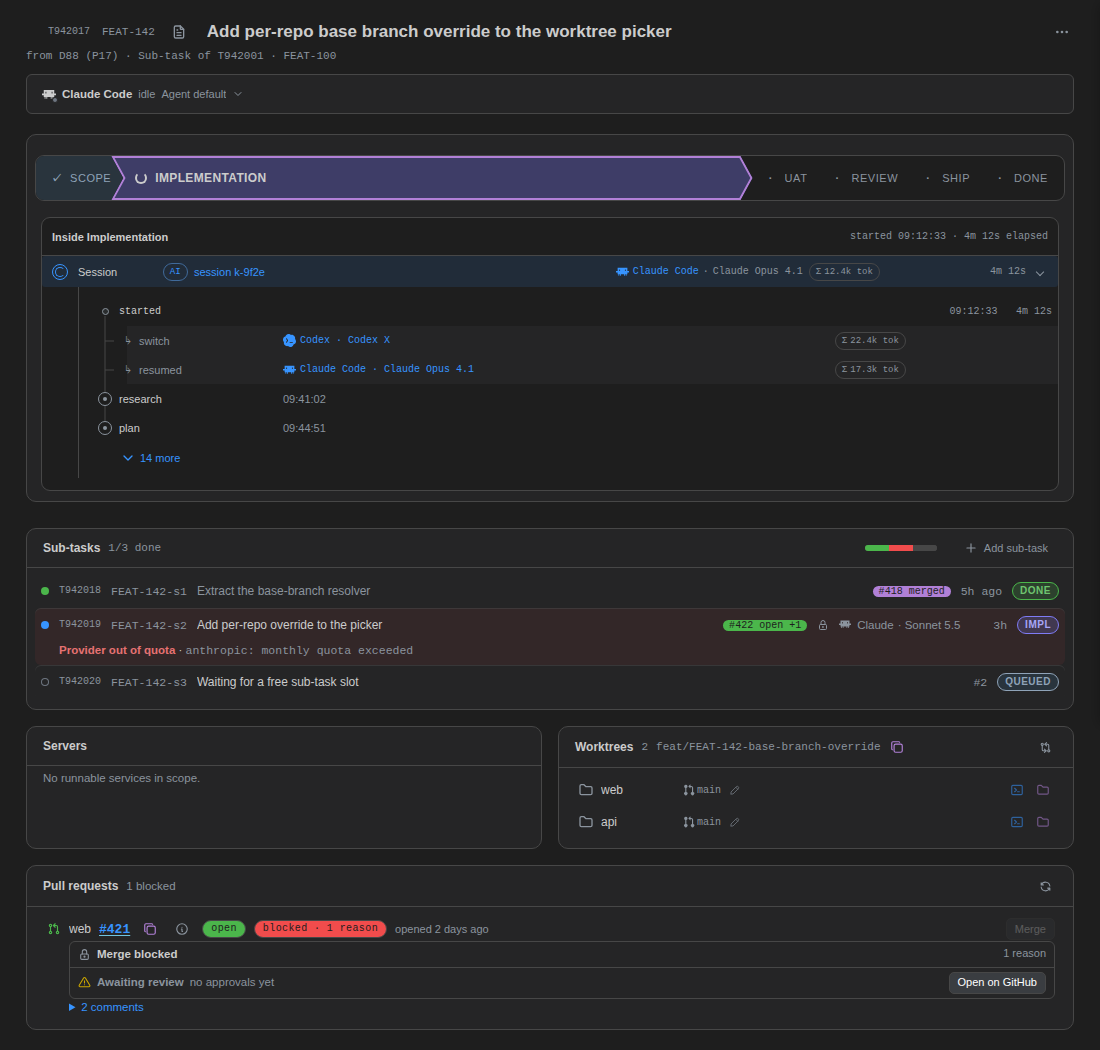 T942017 FEAT-142 Add per-repo base branch override to the worktree picker
from D88 (P17) · Sub-task of T942001 · FEAT-100
Claude Code idle Agent default
SCOPE IMPLEMENTATION · UAT · REVIEW · SHIP · DONE
Inside Implementation started 09:12:33 · 4m 12s elapsed
Session AI session k-9f2e Claude Code · Claude Opus 4.1 Σ 12.4k tok 4m 12s
started 09:12:33 4m 12s
↳ switch Codex · Codex X Σ 22.4k tok
↳ resumed Claude Code · Claude Opus 4.1 Σ 17.3k tok
research 09:41:02
plan 09:44:51
14 more
Sub-tasks 1/3 done Add sub-task
T942018 FEAT-142-s1 Extract the base-branch resolver #418 merged 5h ago DONE
T942019 FEAT-142-s2 Add per-repo override to the picker #422 open +1 Claude · Sonnet 5.5 3h IMPL
Provider out of quota · anthropic: monthly quota exceeded
T942020 FEAT-142-s3 Waiting for a free sub-task slot #2 QUEUED
Servers
No runnable services in scope.
Worktrees 2 feat/FEAT-142-base-branch-override
web main
api main
Pull requests 1 blocked
web #421 open blocked · 1 reason opened 2 days ago Merge
Merge blocked 1 reason
Awaiting review no approvals yet Open on GitHub
2 comments